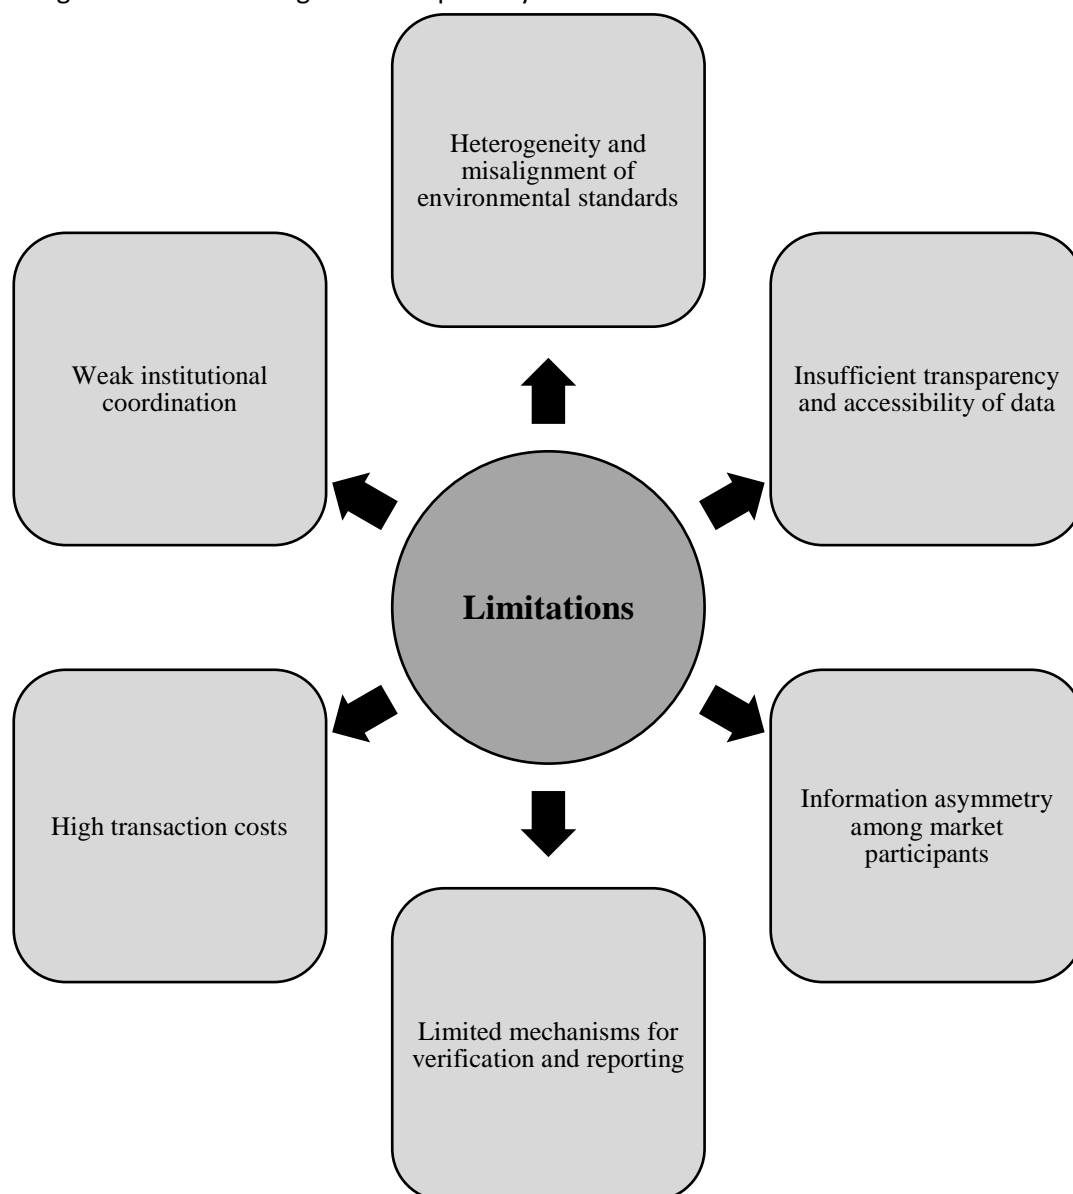 Heterogeneity and
misalignment of
environmental standards
Weak institutional
coordination
Insufficient transparency
and accessibility of data
Limitations
High transaction costs
Information asymmetry
among market
participants
Limited mechanisms for
verification and reporting